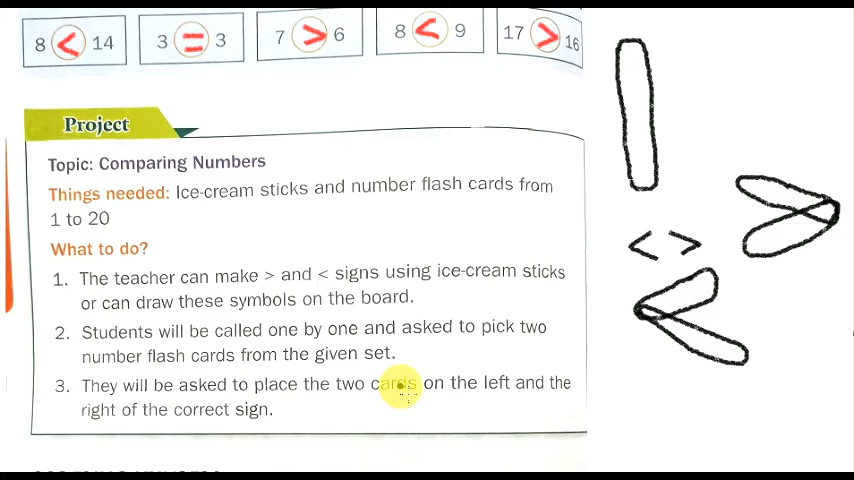 8 < 14 3 = 3 7 > 6 8 < 9 17 > 16
Project
Topic: Comparing Numbers
Things needed: Ice-cream sticks and number flash cards from
1 to 20
What to do?
1. The teacher can make > and < signs using ice-cream sticks
or can draw these symbols on the board.
2. Students will be called one by one and asked to pick two
number flash cards from the given set.
3. They will be asked to place the two cards on the left and the
right of the correct sign.
< >